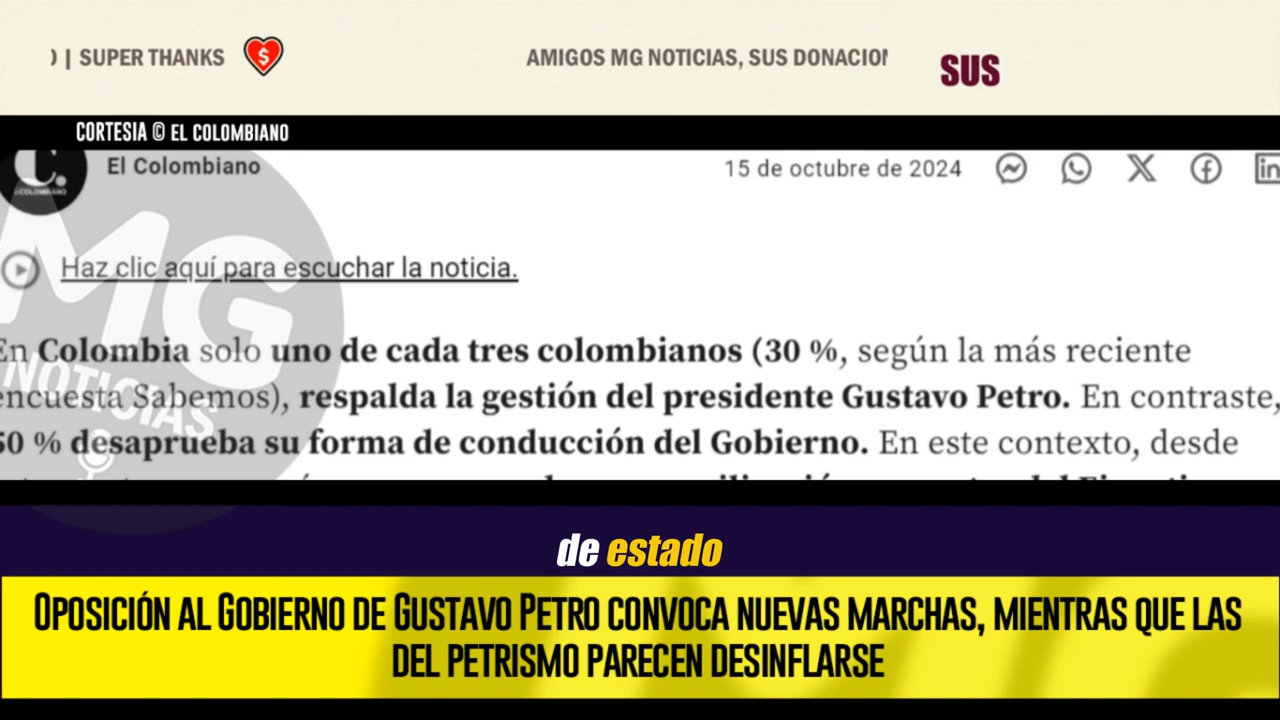 ) | SUPER THANKS
AMIGOS MG NOTICIAS, SUS DONACION
SUS
CORTESIA © EL COLOMBIANO
El Colombiano
15 de octubre de 2024
Haz clic aquí para escuchar la noticia.
En Colombia solo uno de cada tres colombianos (30 %, según la más reciente
encuesta Sabemos), respalda la gestión del presidente Gustavo Petro. En contraste,
60 % desaprueba su forma de conducción del Gobierno. En este contexto, desde
MG
NOTICIAS
de estado
OPOSICIÓN AL GOBIERNO DE GUSTAVO PETRO CONVOCA NUEVAS MARCHAS, MIENTRAS QUE LAS
DEL PETRISMO PARECEN DESINFLARSE